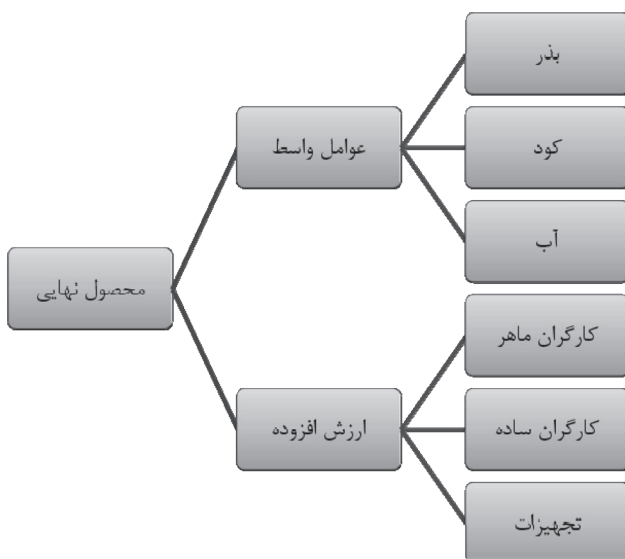 بذر
عوامل واسط
کود
آب
محصول نهایی
کارگران ماهر
ارزش افزوده
کارگران ساده
تجهیزات